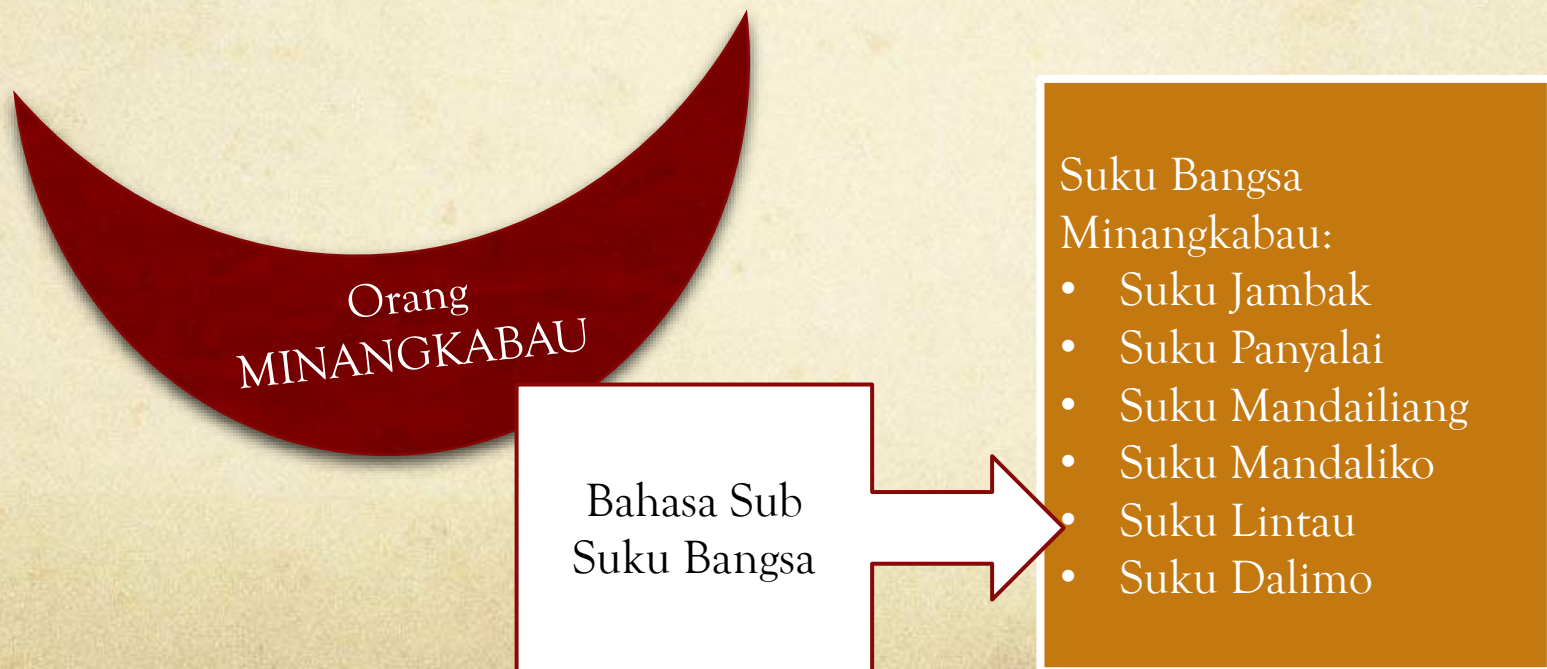 Orang
MINANGKABAU
Bahasa Sub
Suku Bangsa
Suku Bangsa
Minangkabau:
• Suku Jambak
• Suku Panyalai
• Suku Mandailiang
• Suku Mandaliko
• Suku Lintau
• Suku Dalimo